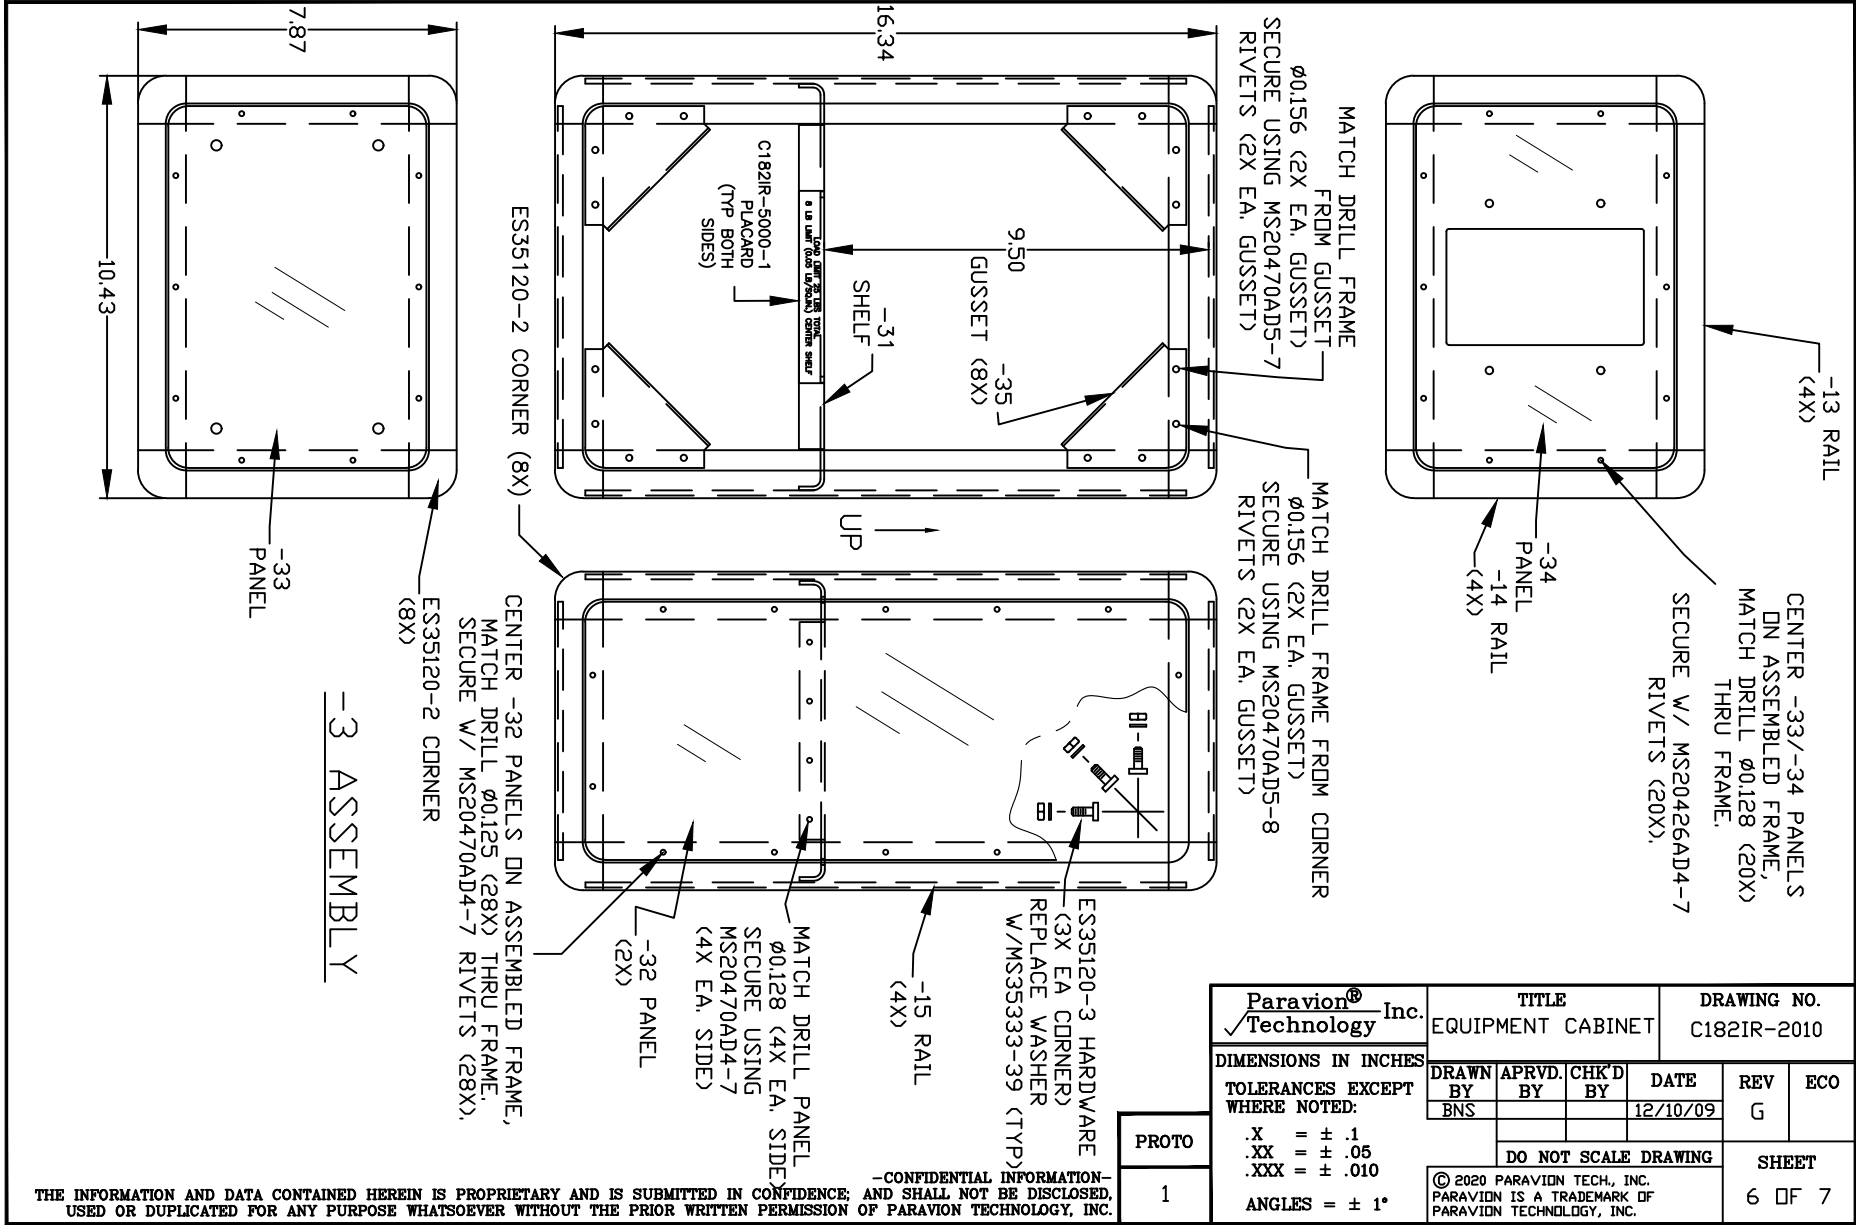 7.87
10.43
-33
PANEL
ES35120-2 CORNER
(8X)
16.34
9.50
C182IR-5000-1
PLACARD
(TYP BOTH
SIDES)
LOAD LIMIT 25 LBS TOTAL
8 LB LIMIT (0.05 LB/SQ.IN.) CENTER SHELF
-31
SHELF
-35
GUSSET (8X)
MATCH DRILL FRAME
FROM GUSSET
Ø0.156 (2X EA. GUSSET)
SECURE USING MS20470AD5-7
RIVETS (2X EA. GUSSET)
MATCH DRILL FRAME FROM CORNER
Ø0.156 (2X EA. GUSSET)
SECURE USING MS20470AD5-8
RIVETS (2X EA. GUSSET)
ES35120-2 CORNER (8X)
UP
-13 RAIL
(4X)
-34
PANEL
-14 RAIL
(4X)
CENTER -33/-34 PANELS
ON ASSEMBLED FRAME,
MATCH DRILL Ø0.128 (20X)
THRU FRAME.
SECURE W/ MS20426AD4-7
RIVETS (20X).
ES35120-3 HARDWARE
(3X EA CORNER)
REPLACE WASHER
W/MS35333-39 (TYP)
-15 RAIL
(4X)
MATCH DRILL PANEL
Ø0.128 (4X EA. SIDE)
SECURE USING
MS20470AD4-7
(4X EA. SIDE)
-32 PANEL
(2X)
CENTER -32 PANELS ON ASSEMBLED FRAME,
MATCH DRILL Ø0.125 (28X) THRU FRAME.
SECURE W/ MS20470AD4-7 RIVETS (28X).
-3 ASSEMBLY
Paravion® Technology Inc.
TITLE
EQUIPMENT CABINET
DRAWING NO.
C182IR-2010
DIMENSIONS IN INCHES
TOLERANCES EXCEPT
WHERE NOTED:
.X = ± .1
.XX = ± .05
.XXX = ± .010
ANGLES = ± 1°
DRAWN BY APRVD. BY CHK'D BY DATE REV ECO
BNS 12/10/09 G
DO NOT SCALE DRAWING
SHEET
6 OF 7
© 2020 PARAVION TECH., INC.
PARAVION IS A TRADEMARK OF
PARAVION TECHNOLOGY, INC.
PROTO
1
-CONFIDENTIAL INFORMATION-
THE INFORMATION AND DATA CONTAINED HEREIN IS PROPRIETARY AND IS SUBMITTED IN CONFIDENCE; AND SHALL NOT BE DISCLOSED,
USED OR DUPLICATED FOR ANY PURPOSE WHATSOEVER WITHOUT THE PRIOR WRITTEN PERMISSION OF PARAVION TECHNOLOGY, INC.